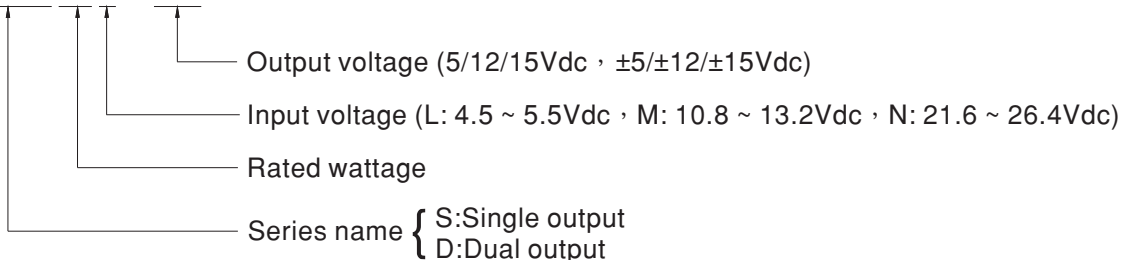 Output voltage (5/12/15Vdc，±5/±12/±15Vdc)
Input voltage (L: 4.5 ~ 5.5Vdc，M: 10.8 ~ 13.2Vdc，N: 21.6 ~ 26.4Vdc)
Rated wattage
Series name { S:Single output
D:Dual output